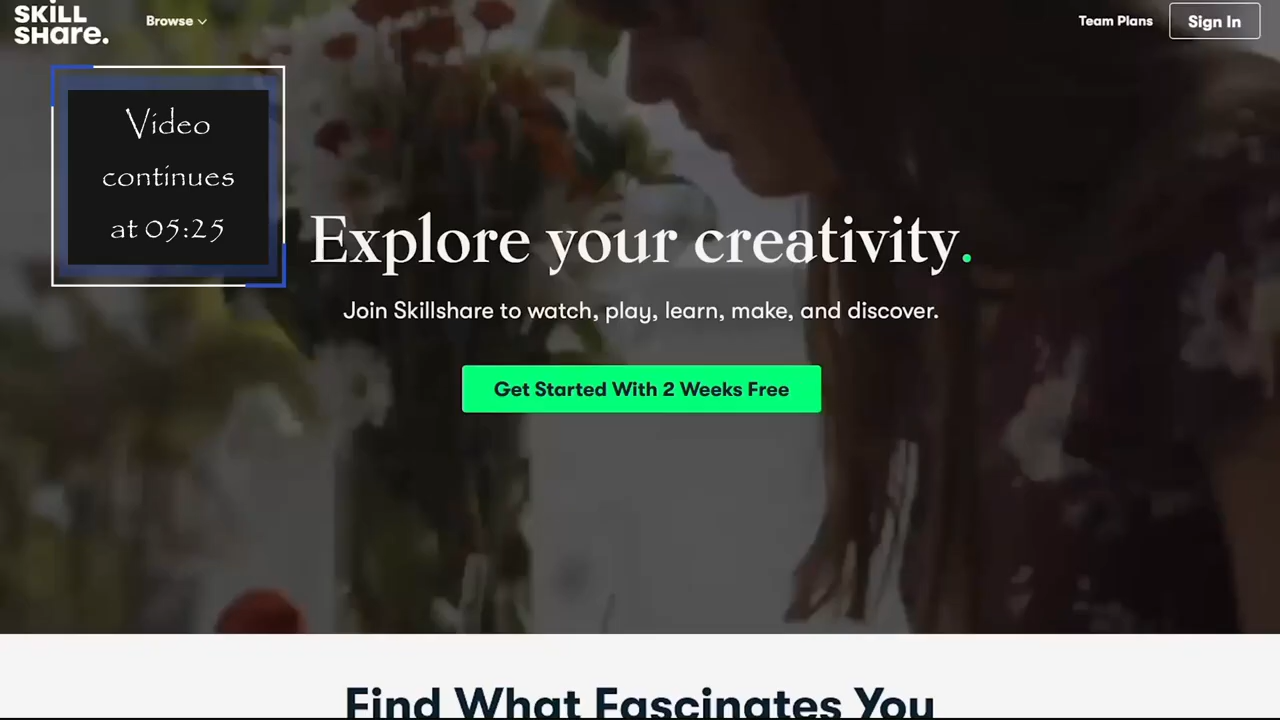 SKILL
SHare.
Browse
Team Plans
Sign In
Video
continues
at 05:25
Explore your creativity.
Join Skillshare to watch, play, learn, make, and discover.
Get Started With 2 Weeks Free
Find What Fascinates You